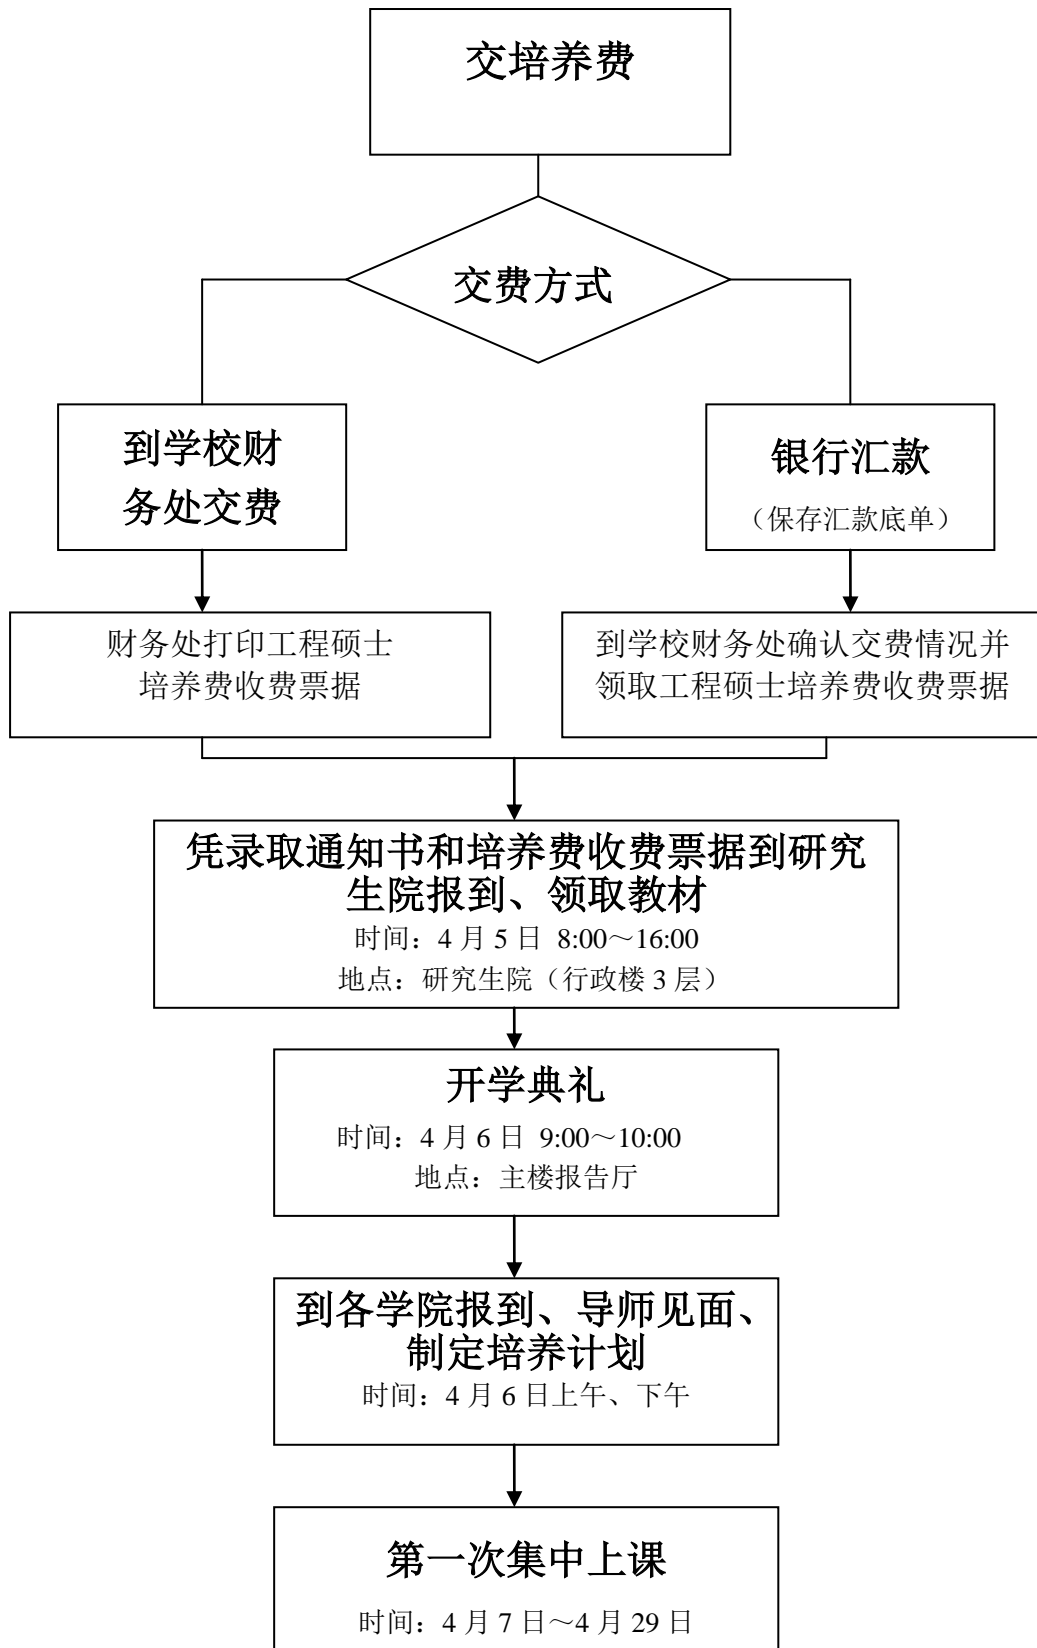 交培养费
交费方式
到学校财
务处交费
银行汇款
（保存汇款底单）
财务处打印工程硕士
培养费收费票据
到学校财务处确认交费情况并
领取工程硕士培养费收费票据
凭录取通知书和培养费收费票据到研究
生院报到、领取教材
时间：4 月 5 日 8:00～16:00
地点：研究生院（行政楼 3 层）
开学典礼
时间：4 月 6 日 9:00～10:00
地点：主楼报告厅
到各学院报到、导师见面、
制定培养计划
时间：4 月 6 日上午、下午
第一次集中上课
时间：4 月 7 日～4 月 29 日